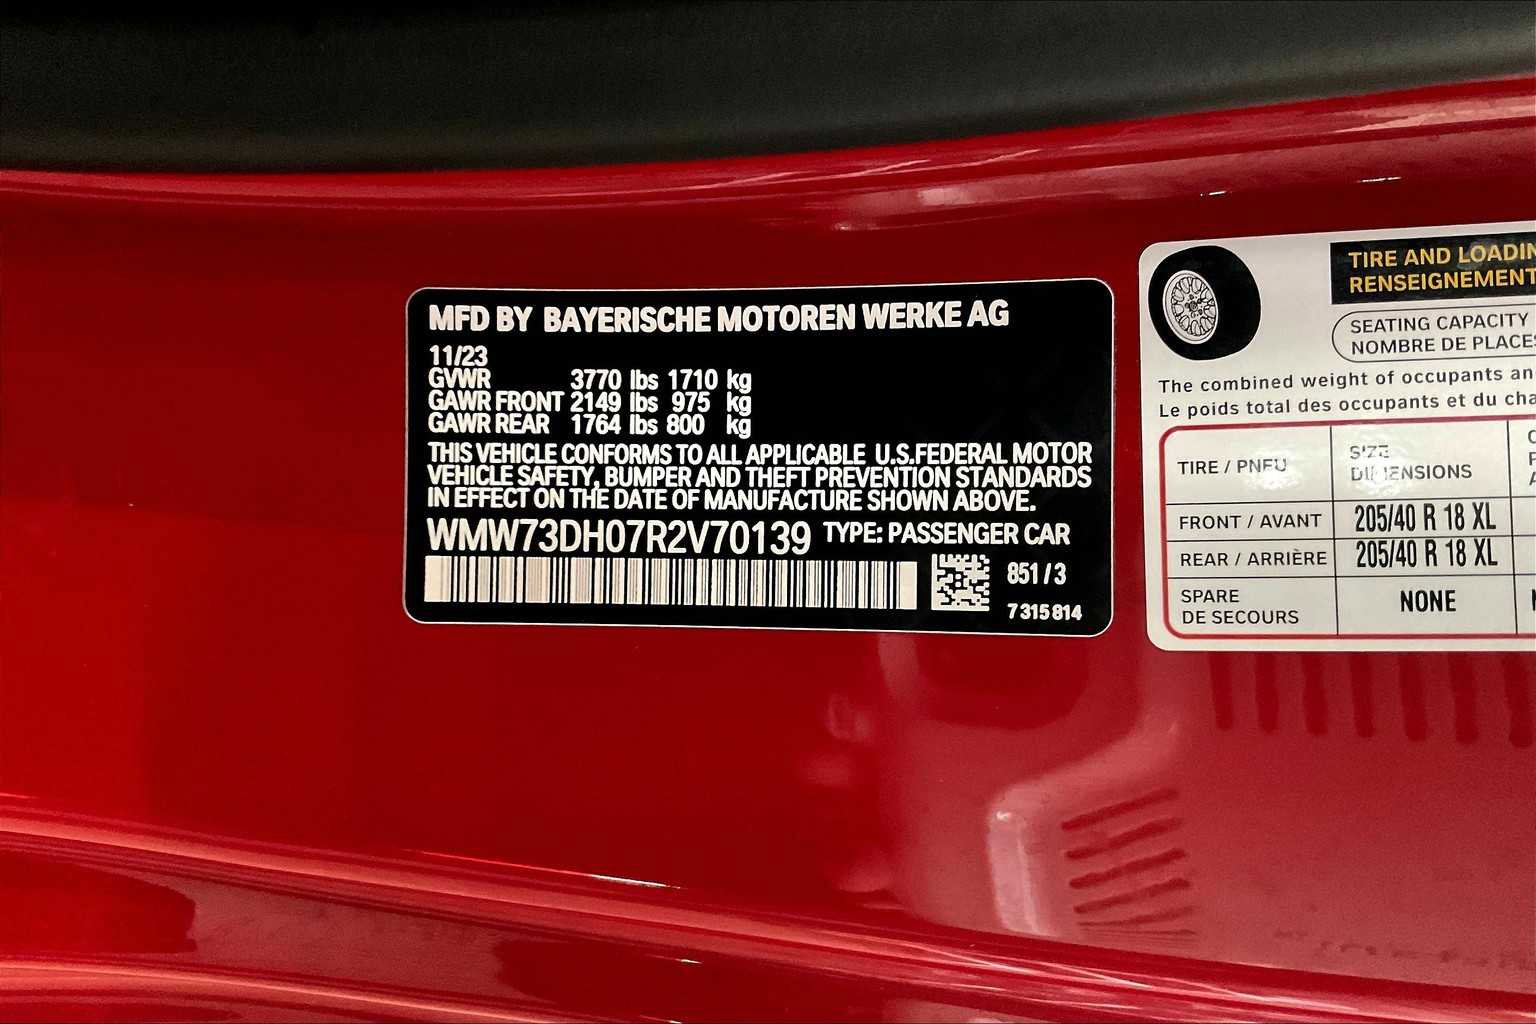 MFD BY BAYERISCHE MOTOREN WERKE AG
11/23
GVWR 3770 lbs 1710 kg
GAWR FRONT 2149 lbs 975 kg
GAWR REAR 1764 lbs 800 kg
THIS VEHICLE CONFORMS TO ALL APPLICABLE U.S.FEDERAL MOTOR
VEHICLE SAFETY, BUMPER AND THEFT PREVENTION STANDARDS
IN EFFECT ON THE DATE OF MANUFACTURE SHOWN ABOVE.
WMW73DH07R2V70139 TYPE: PASSENGER CAR
851/3
7 315 814
TIRE AND LOADIN
RENSEIGNEMENT
SEATING CAPACITY
NOMBRE DE PLACES
The combined weight of occupants an
Le poids total des occupants et du cha
TIRE / PNEU
SIZE
DIMENSIONS
FRONT / AVANT 205/40 R 18 XL
REAR / ARRIÈRE 205/40 R 18 XL
SPARE
DE SECOURS
NONE